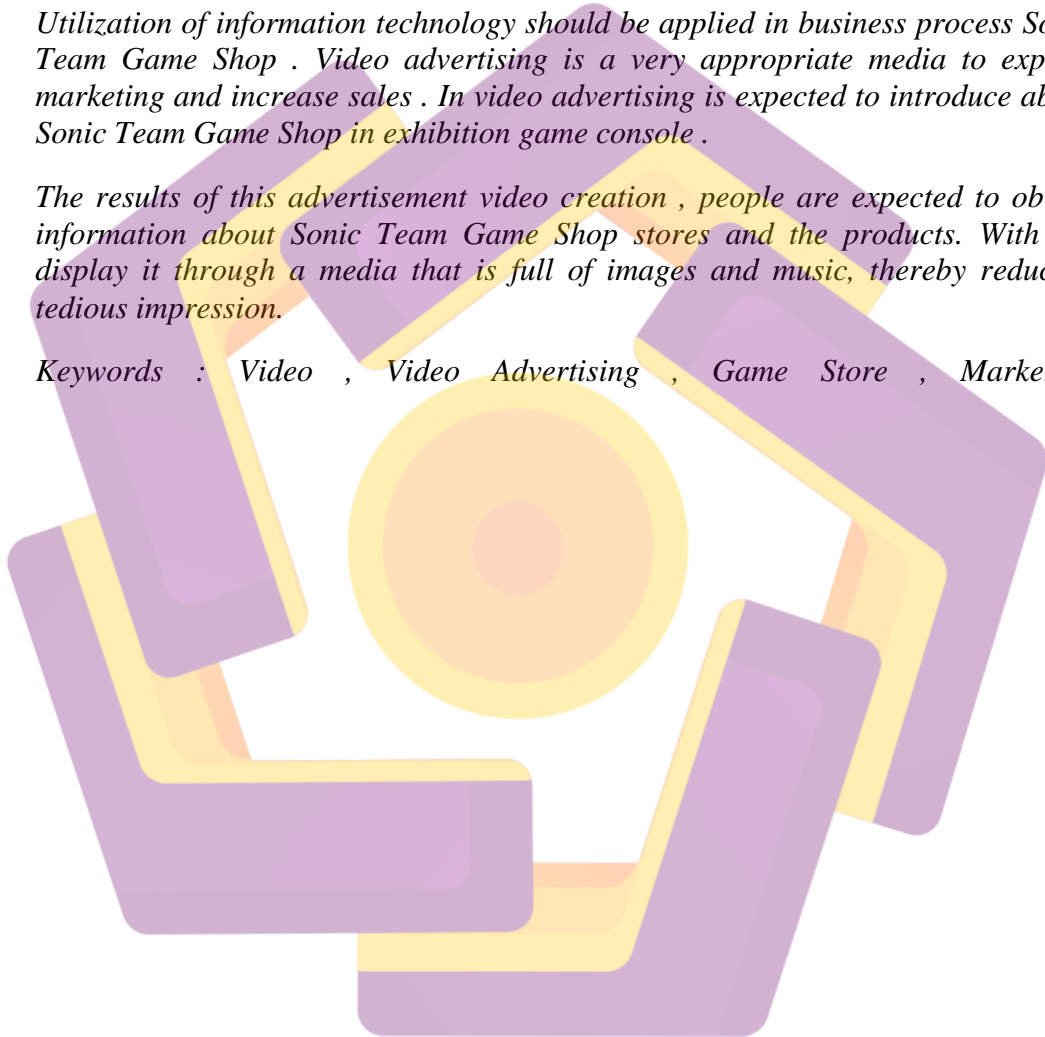 Utilization of information technology should be applied in business process So
Team Game Shop . Video advertising is a very appropriate media to exp
marketing and increase sales . In video advertising is expected to introduce ab
Sonic Team Game Shop in exhibition game console .
The results of this advertisement video creation , people are expected to ob
information about Sonic Team Game Shop stores and the products. With
display it through a media that is full of images and music, thereby reduc
tedious impression.
Keywords : Video , Video Advertising , Game Store , Marke